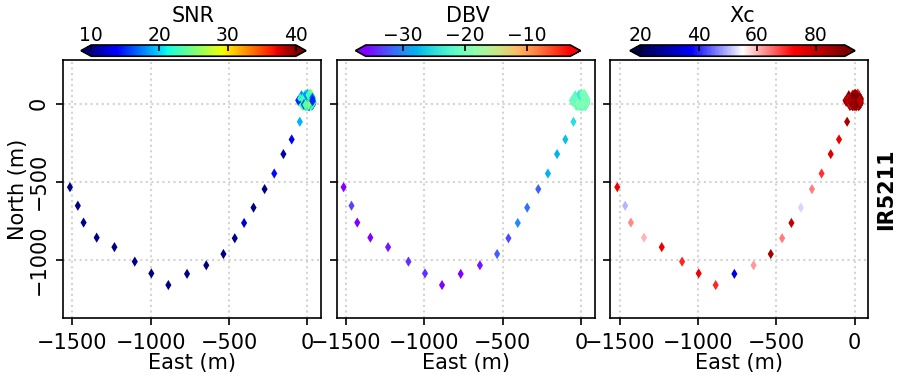 SNR DBV Xc
10 20 30 40 −30 −20 −10 20 40 60 80
0
−500
−1000
North (m)
−1500 −1000 −500 0 −1500 −1000 −500 0 −1500 −1000 −500 0
East (m) East (m) East (m)
IR5211